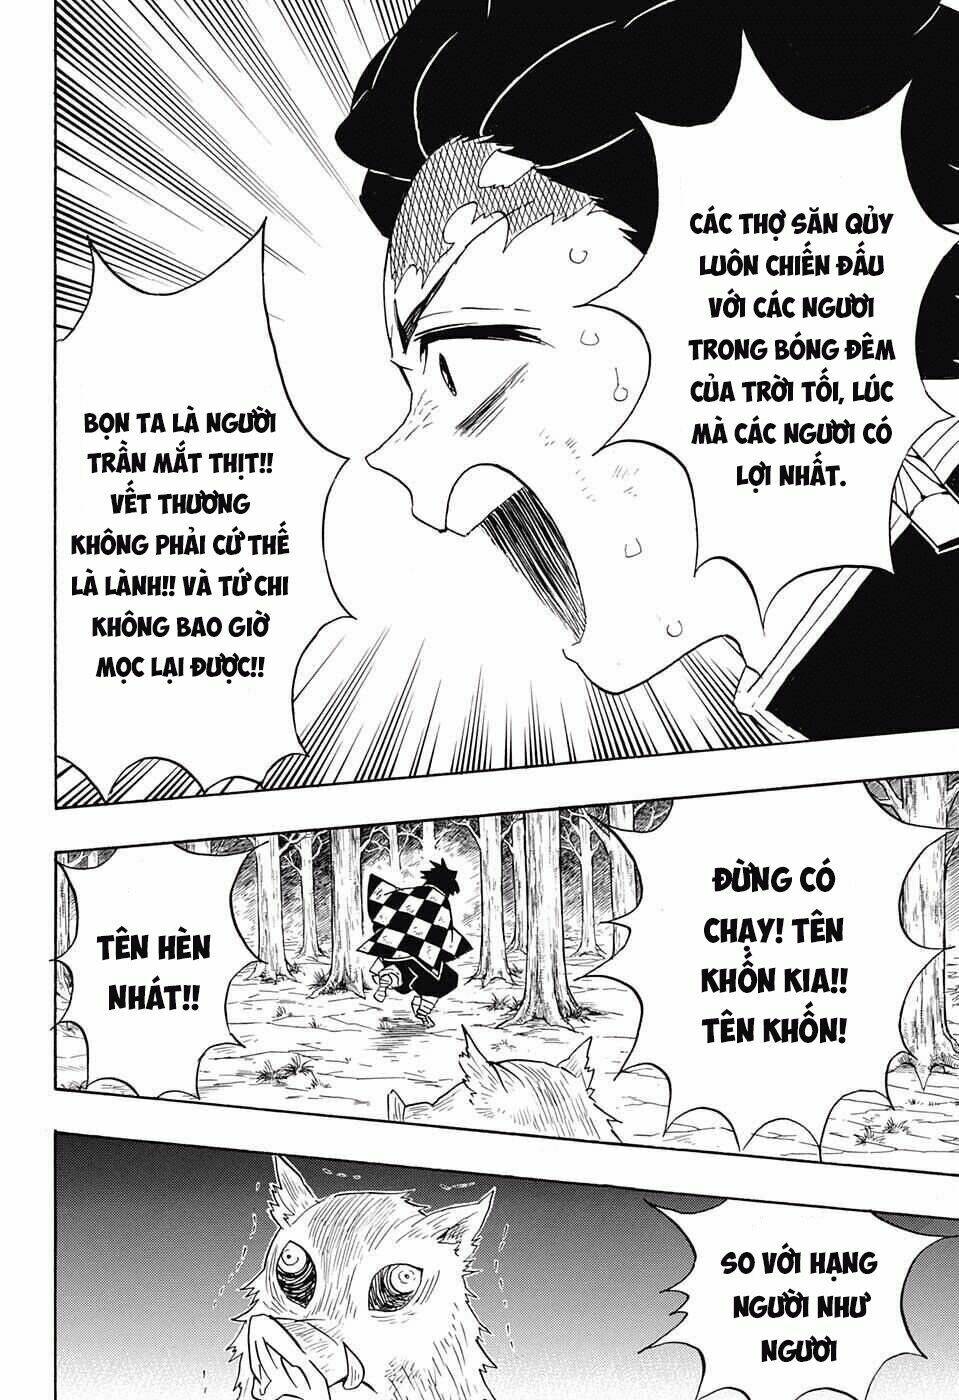 CÁC THỢ SĂN QUỶ
LUÔN CHIẾN ĐẤU
VỚI CÁC NGƯƠI
TRONG BÓNG ĐÊM
CỦA TRỜI TỐI, LÚC
MÀ CÁC NGƯƠI CÓ
LỢI NHẤT.
BỌN TA LÀ NGƯỜI
TRẦN MẮT THỊT!!
VẾT THƯƠNG
KHÔNG PHẢI CỨ THẾ
LÀ LÀNH!! VÀ TỨ CHI
KHÔNG BAO GIỜ
MỌC LẠI ĐƯỢC!!
ĐỪNG CÓ
CHẠY! TÊN
KHỐN KIA!!
TÊN KHỐN!
TÊN HÈN
NHÁT!!
SO VỚI HẠNG
NGƯỜI NHƯ
NGƯƠI